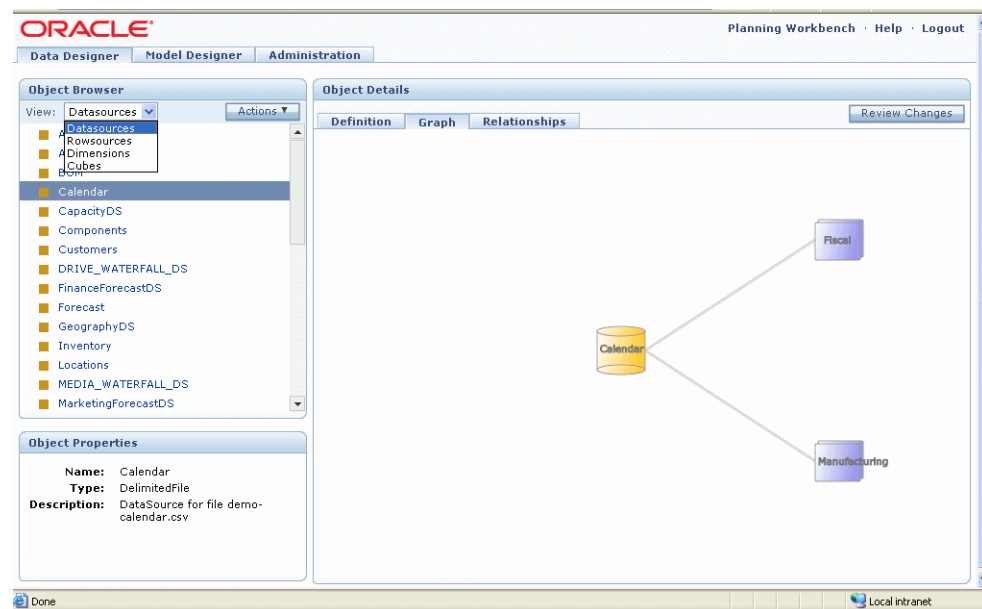 ORACLE
Planning Workbench · Help · Logout
Data Designer Model Designer Administration
Object Browser
View: Datasources Actions
Datasources
Rowsources
Dimensions
Cubes
Calendar
CapacityDS
Components
Customers
DRIVE_WATERFALL_DS
FinanceForecastDS
Forecast
GeographyDS
Inventory
Locations
MEDIA_WATERFALL_DS
MarketingForecastDS
Object Properties
Name: Calendar
Type: DelimitedFile
Description: DataSource for file demo-
calendar.csv
Object Details
Definition Graph Relationships
Review Changes
Fiscal
Calendar
Manufacturing
Done
Local intranet